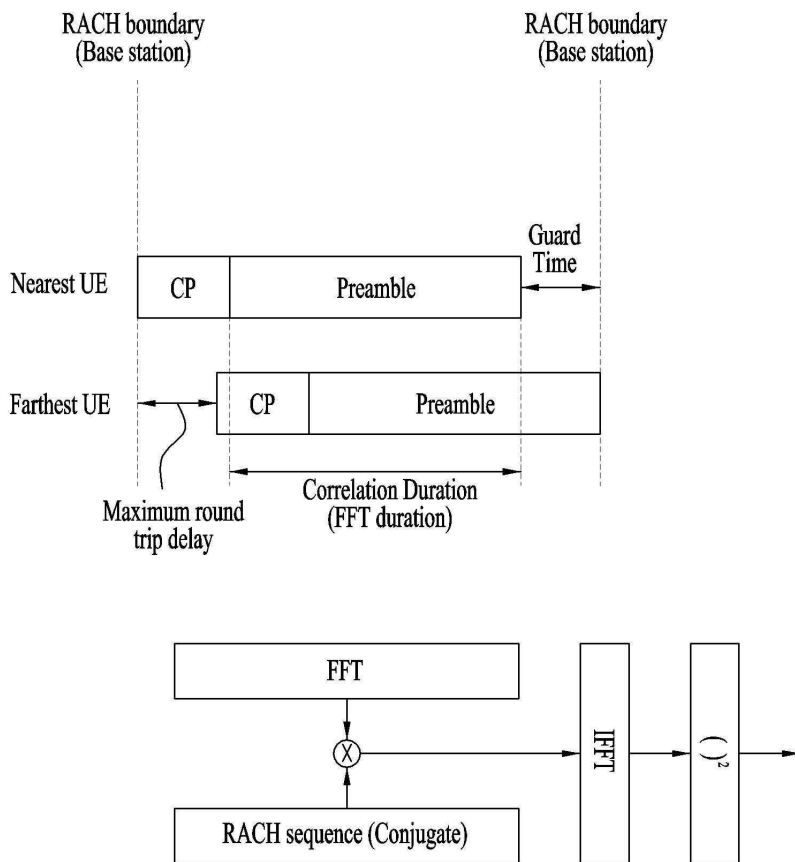 RACH boundary
(Base station)
RACH boundary
(Base station)
Guard
Time
Nearest UE
CP
Preamble
Farthest UE
CP
Preamble
Correlation Duration
(FFT duration)
Maximum round
trip delay
FFT
X
IFFT
( )²
RACH sequence (Conjugate)